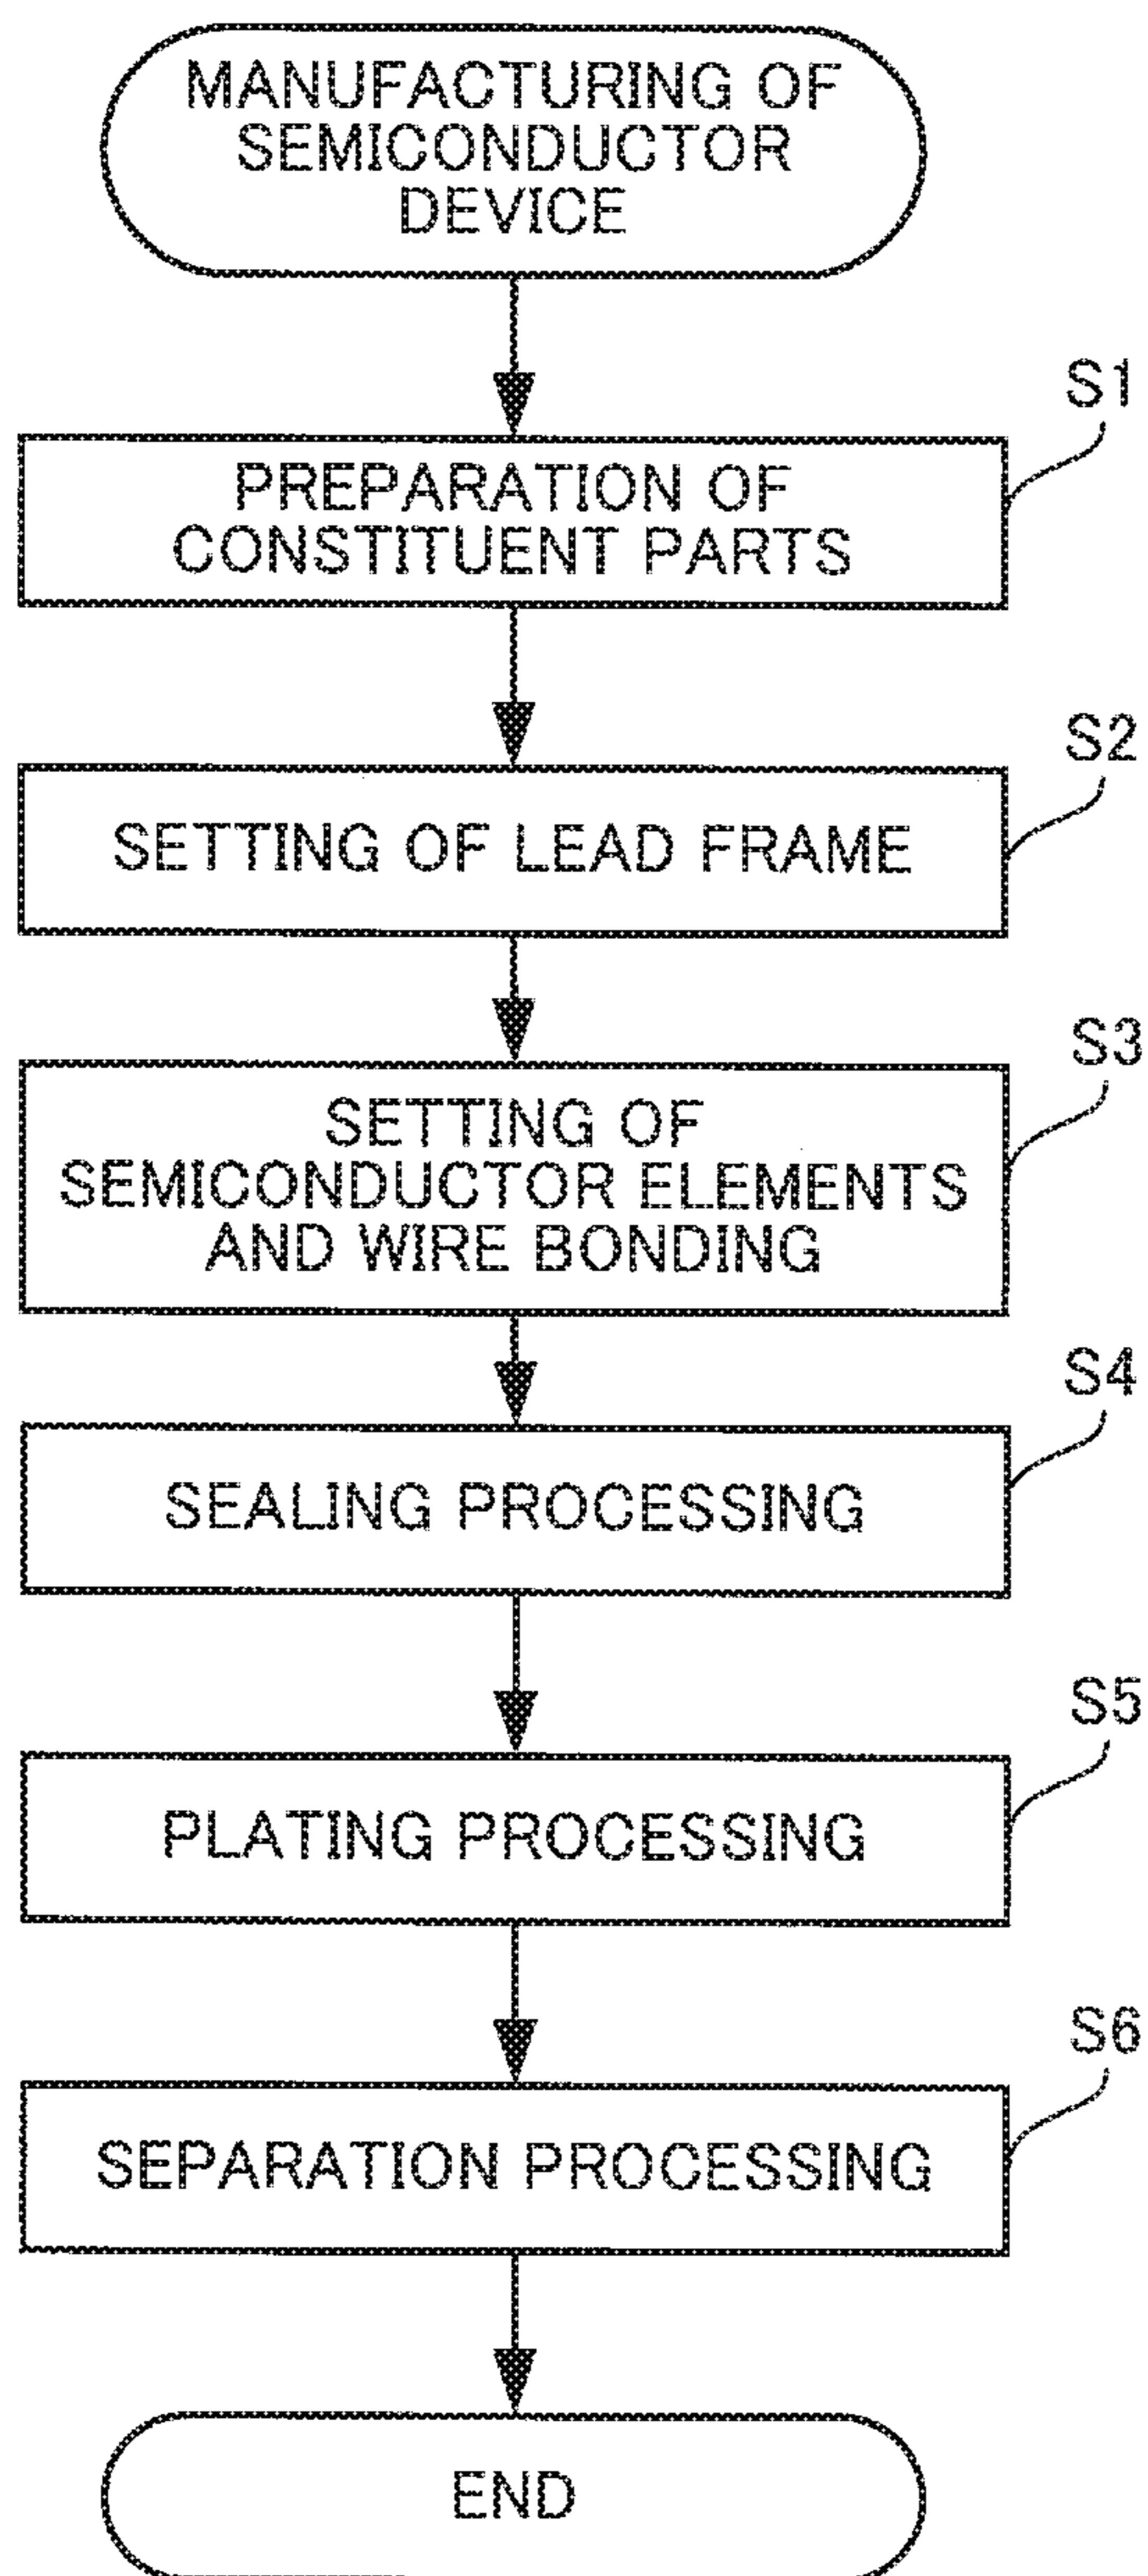 MANUFACTURING OF
SEMICONDUCTOR
DEVICE
S1
PREPARATION OF
CONSTITUENT PARTS
S2
SETTING OF LEAD FRAME
S3
SETTING OF
SEMICONDUCTOR ELEMENTS
AND WIRE BONDING
S4
SEALING PROCESSING
S5
PLATING PROCESSING
S6
SEPARATION PROCESSING
END